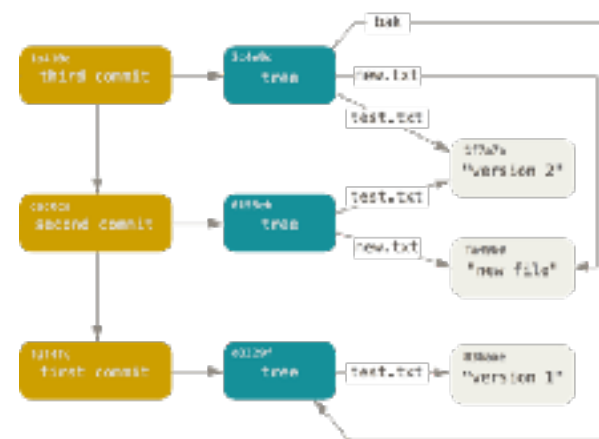 bak
third commit
tree
new.txt
test.txt
"version 2"
second commit
tree
test.txt
new.txt
"new file"
first commit
tree
test.txt
"version 1"